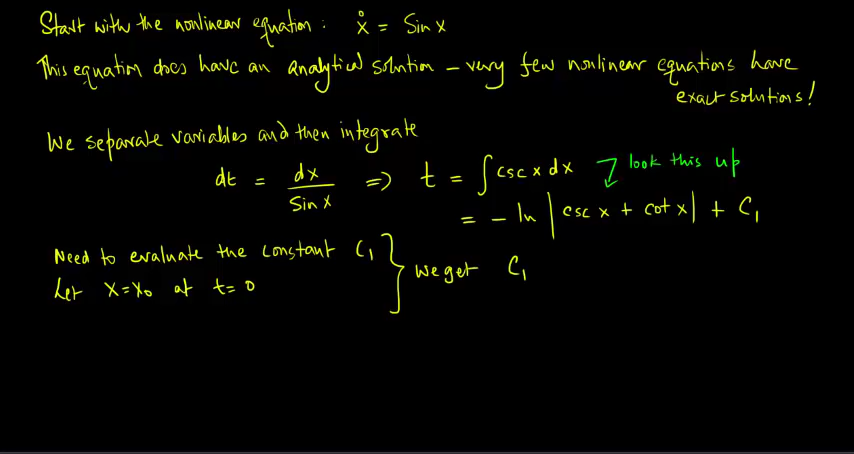 Start with the nonlinear equation: ẋ = Sin x
This equation does have an analytical solution – very few nonlinear equations have
exact solutions!
We separate variables and then integrate
dt = dx / Sin x ⇒ t = ∫ csc x dx look this up
= - ln | csc x + cot x | + C₁
Need to evaluate the constant C₁
Let x = x₀ at t = 0 } We get C₁